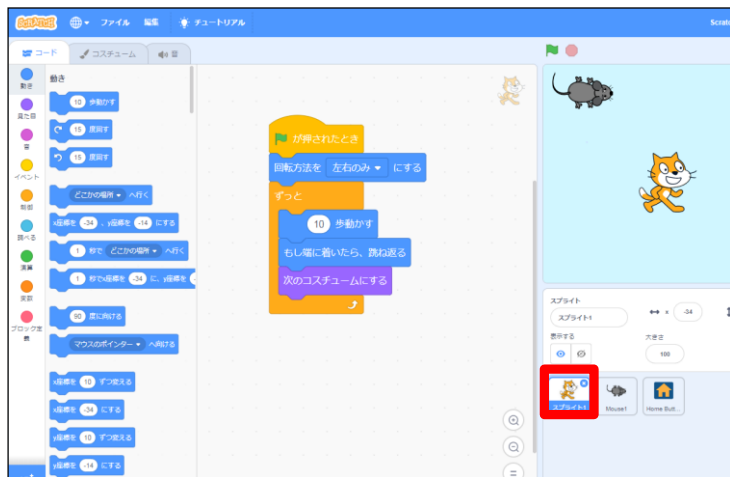 SCRATCH ファイル 編集 チュートリアル Scratc
コード コスチューム 音
動き
見た目
音
イベント
制御
調べる
演算
変数
ブロック定義
動き
10 歩動かす
15 度回す
15 度回す
どこかの場所 へ行く
x座標を -34 、y座標を -14 にする
1 秒で どこかの場所 へ行く
1 秒でx座標を -34 に、y座標を
90 度に向ける
マウスのポインター へ向ける
x座標を 10 ずつ変える
x座標を -34 にする
y座標を 10 ずつ変える
y座標を -14 にする
が押されたとき
回転方法を 左右のみ にする
ずっと
10 歩動かす
もし端に着いたら、跳ね返る
次のコスチュームにする
スプライト
スプライト1 x -34
表示する 大きさ
100
スプライト1 Mouse1 Home Butt...